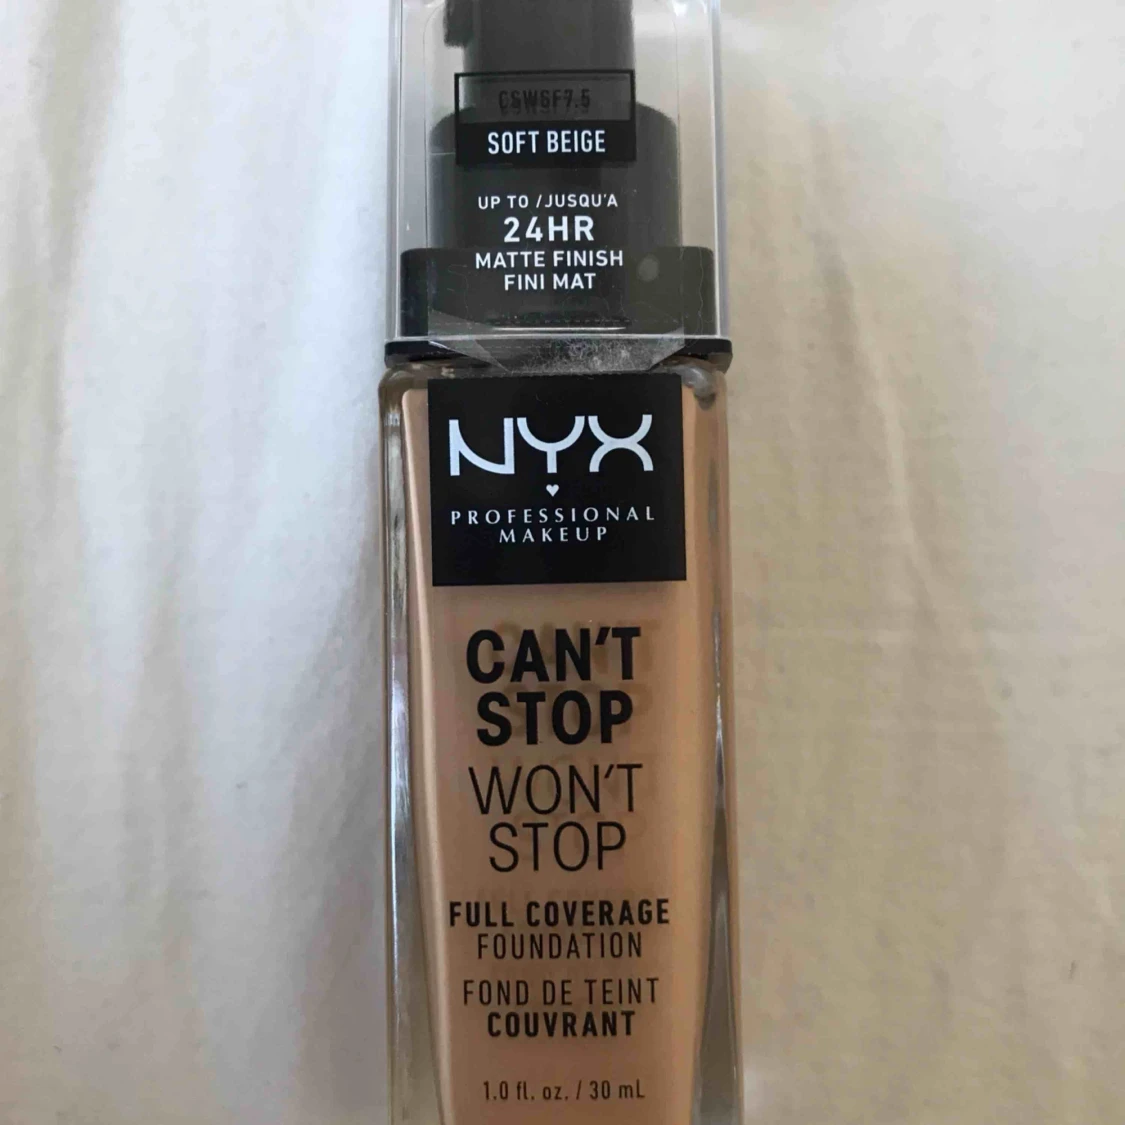 CSWSF7.5
SOFT BEIGE
UP TO / JUSQU'A
24HR
MATTE FINISH
FINI MAT
NYX
PROFESSIONAL
MAKEUP
CAN'T
STOP
WON'T
STOP
FULL COVERAGE
FOUNDATION
FOND DE TEINT
COUVRANT
1.0 fl. oz. / 30 mL